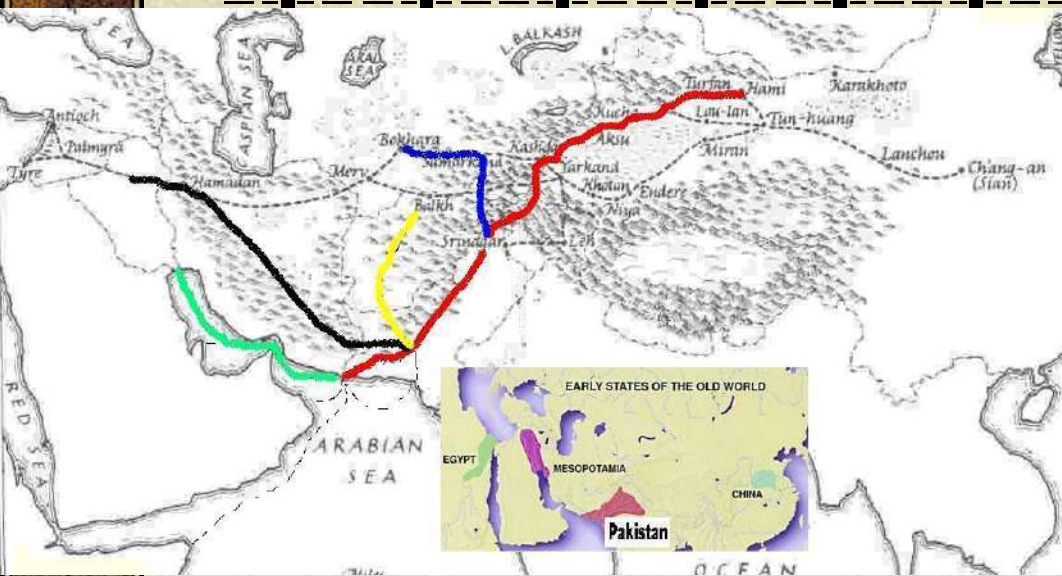 SEA
CASPIAN SEA
ARAL
SEA
L. BALKASH
Antioch
Palmyra
Tyre
Hamadan
Merv
Bokhara
Samarkand
Balkh
Srinagar
Leh
Kashgar
Yarkand
Khotan
Endere
Niya
Aksu
Kucha
Turfan
Hami
Lou-lan
Karakhoto
Tun-huang
Miran
Lanchou
Ch'ang-an
(Sian)
RED SEA
ARABIAN
SEA
EARLY STATES OF THE OLD WORLD
EGYPT
MESOPOTAMIA
CHINA
Pakistan
Miles
OCEAN